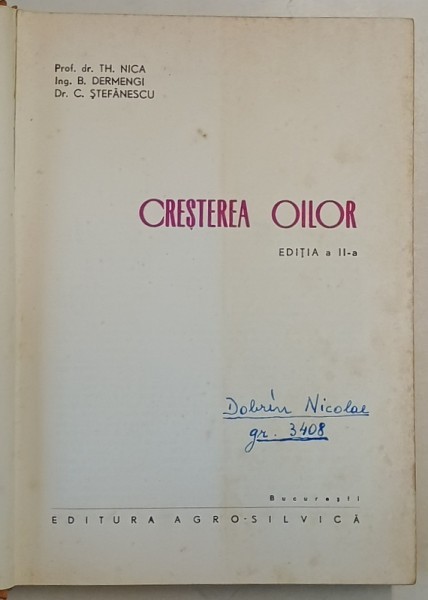 Prof. dr. TH. NICA
Ing. B. DERMENGI
Dr. C. ŞTEFĂNESCU
CREŞTEREA OILOR
EDIŢIA a II-a
Dobrin Nicolae
gr. 3408
Bucureşti
EDITURA AGRO-SILVICĂ